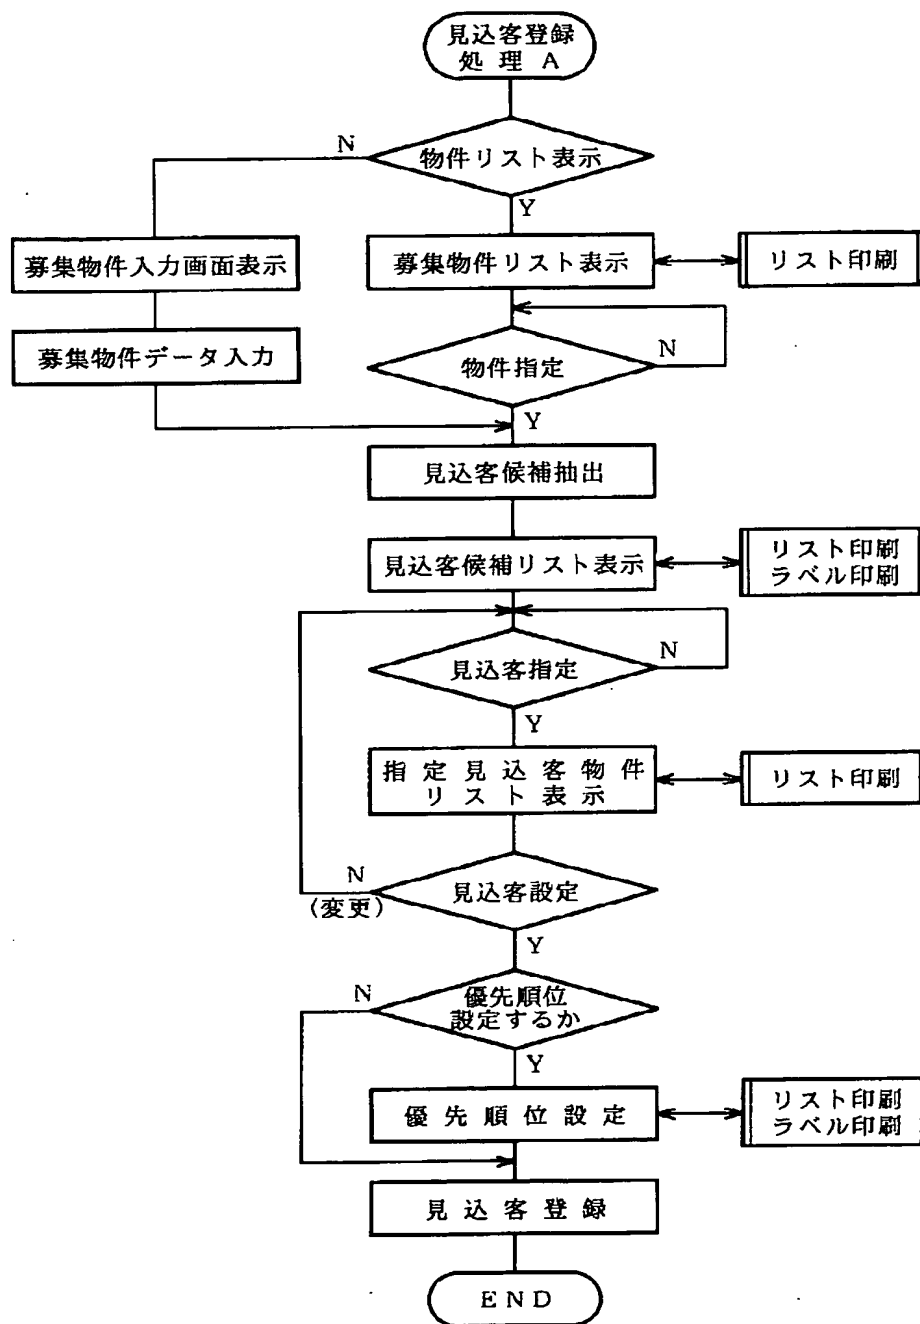 見込客登録
処理A
N
物件リスト表示
Y
募集物件入力画面表示
募集物件リスト表示
リスト印刷
募集物件データ入力
物件指定
N
Y
見込客候補抽出
見込客候補リスト表示
リスト印刷
ラベル印刷
見込客指定
N
Y
指定見込客物件
リスト表示
リスト印刷
N
(変更)
見込客設定
Y
N
優先順位
設定するか
Y
優先順位設定
リスト印刷
ラベル印刷
見込客登録
END